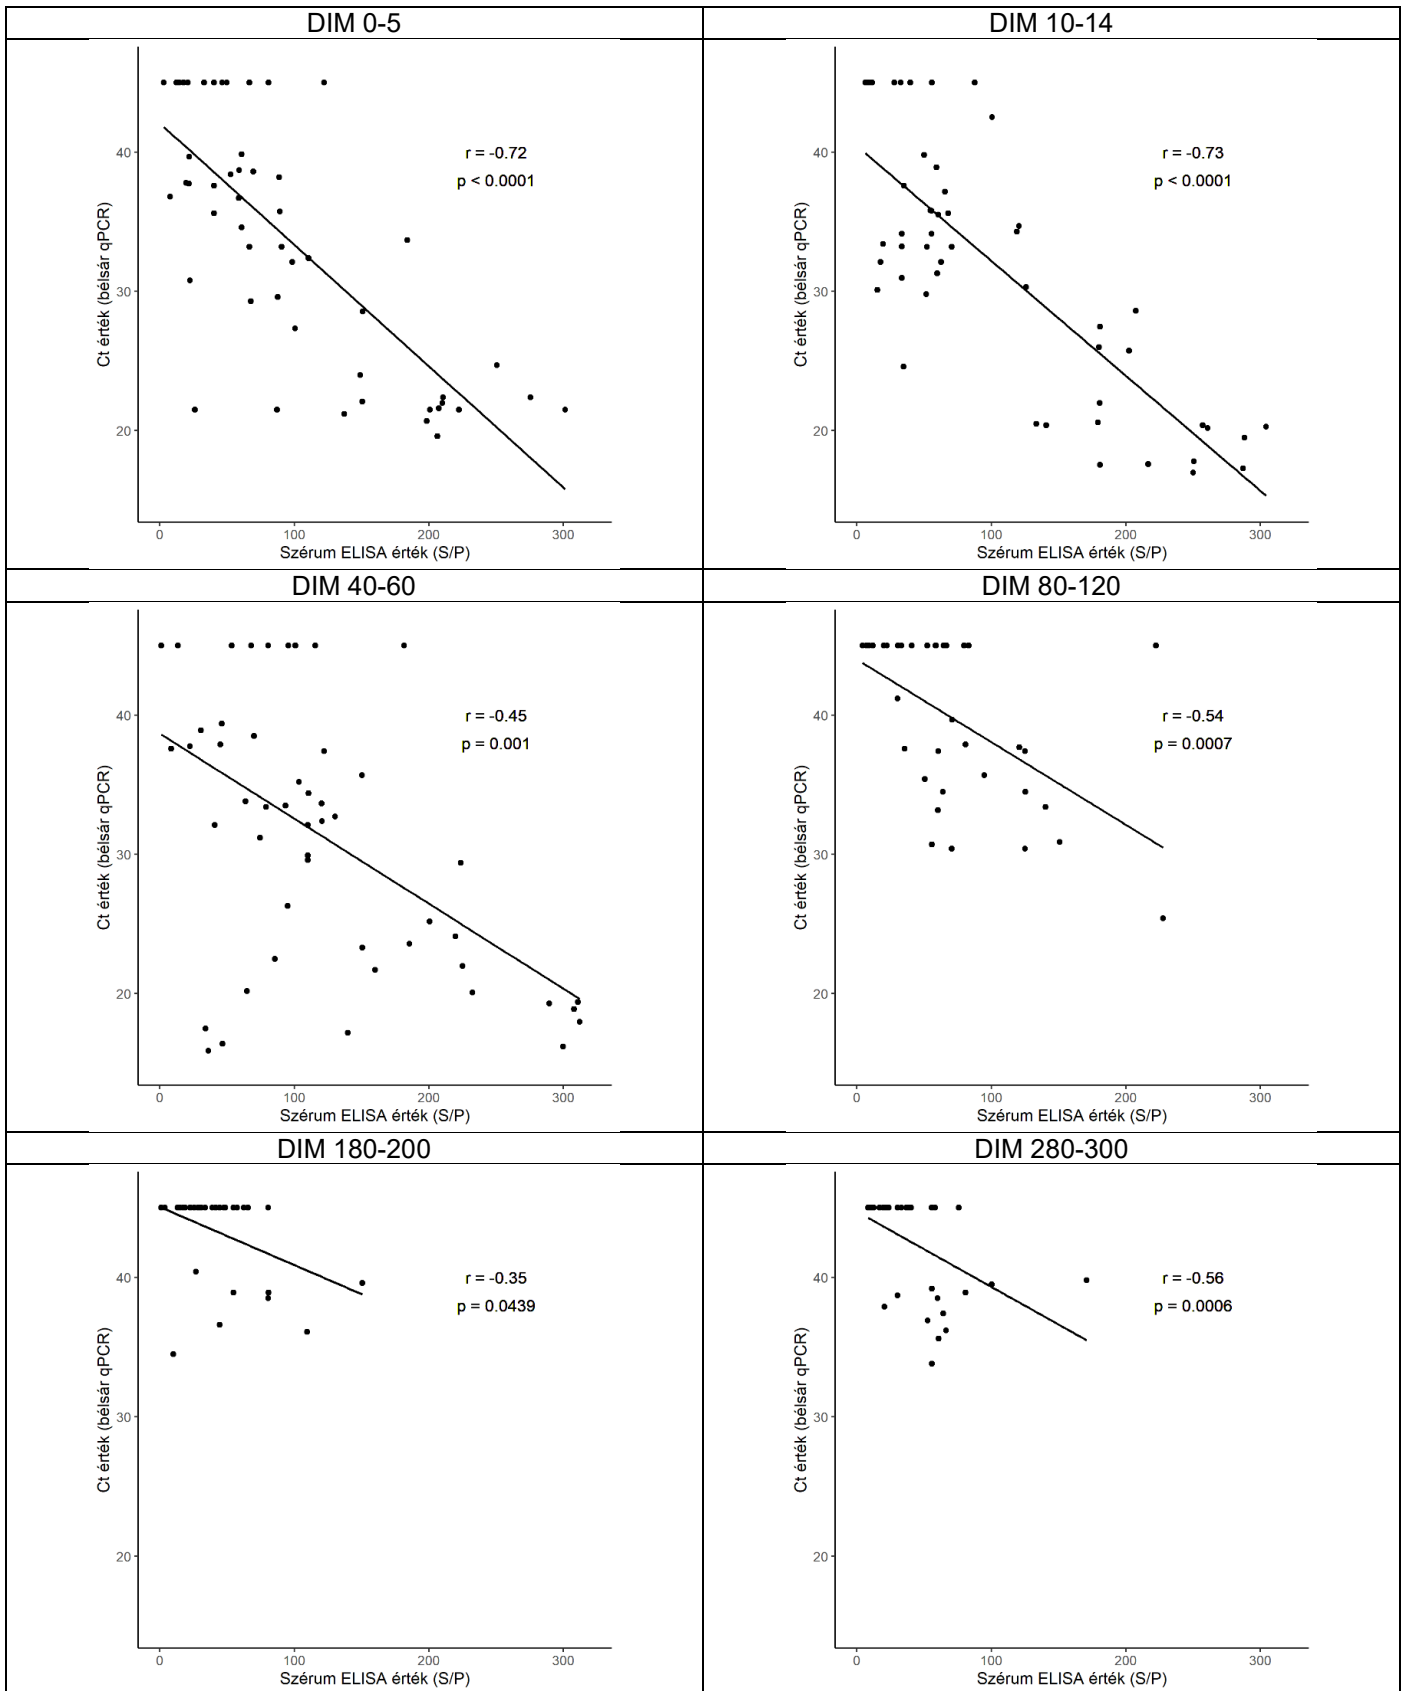 DIM 0-5
DIM 10-14
40
30
20
Ct érték (bélsár qPCR)
r = -0.72
p < 0.0001
0 100 200 300
Szérum ELISA érték (S/P)
40
30
20
Ct érték (bélsár qPCR)
r = -0.73
p < 0.0001
0 100 200 300
Szérum ELISA érték (S/P)
DIM 40-60
DIM 80-120
40
30
20
Ct érték (bélsár qPCR)
r = -0.45
p = 0.001
0 100 200 300
Szérum ELISA érték (S/P)
40
30
20
Ct érték (bélsár qPCR)
r = -0.54
p = 0.0007
0 100 200 300
Szérum ELISA érték (S/P)
DIM 180-200
DIM 280-300
40
30
20
Ct érték (bélsár qPCR)
r = -0.35
p = 0.0439
0 100 200 300
Szérum ELISA érték (S/P)
40
30
20
Ct érték (bélsár qPCR)
r = -0.56
p = 0.0006
0 100 200 300
Szérum ELISA érték (S/P)